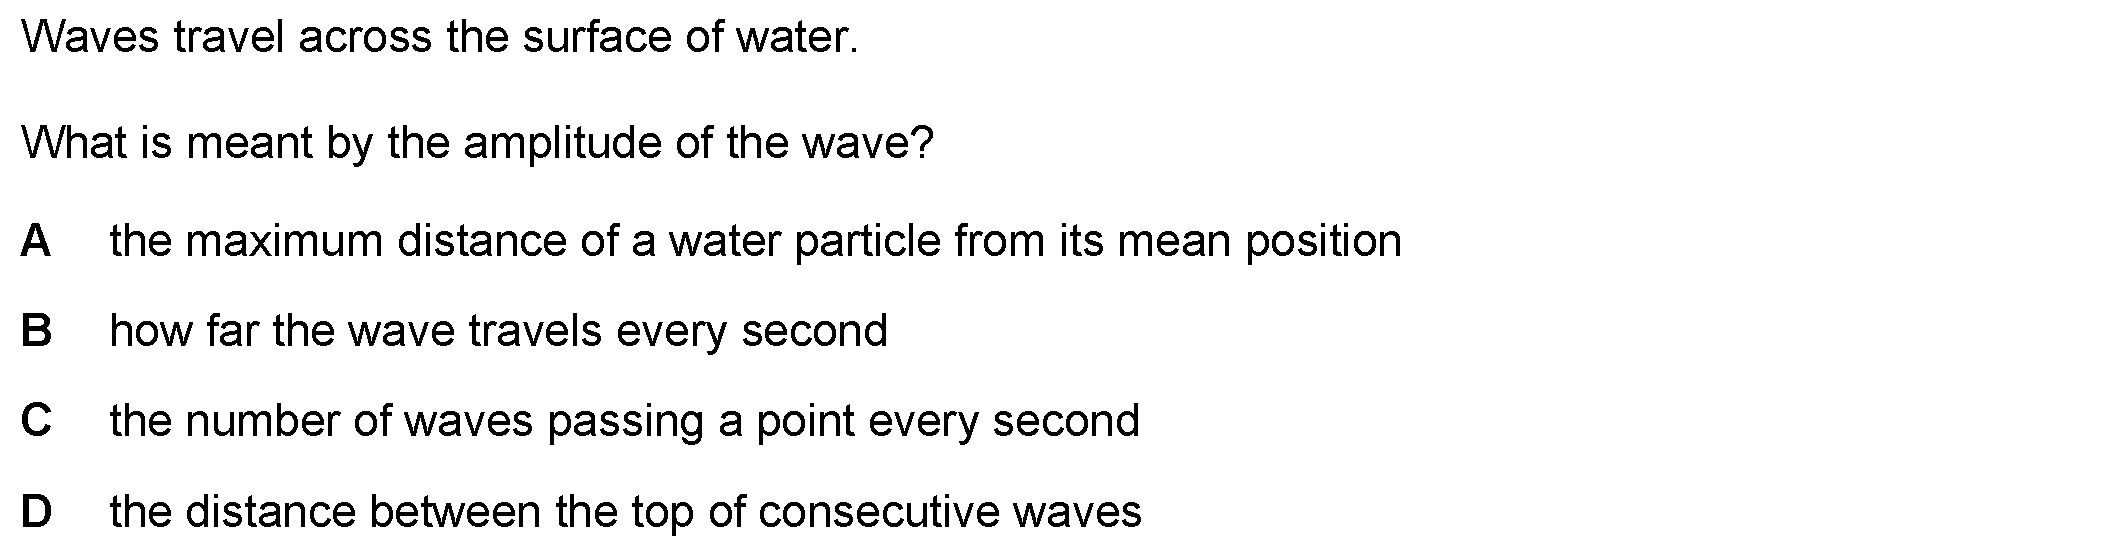 Waves travel across the surface of water.
What is meant by the amplitude of the wave?
A the maximum distance of a water particle from its mean position
B how far the wave travels every second
C the number of waves passing a point every second
D the distance between the top of consecutive waves